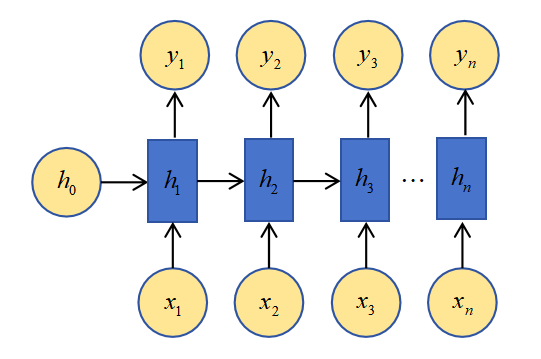 y₁ y₂ y₃ yₙ
h₀ h₁ h₂ h₃ ⋯ hₙ
x₁ x₂ x₃ xₙ